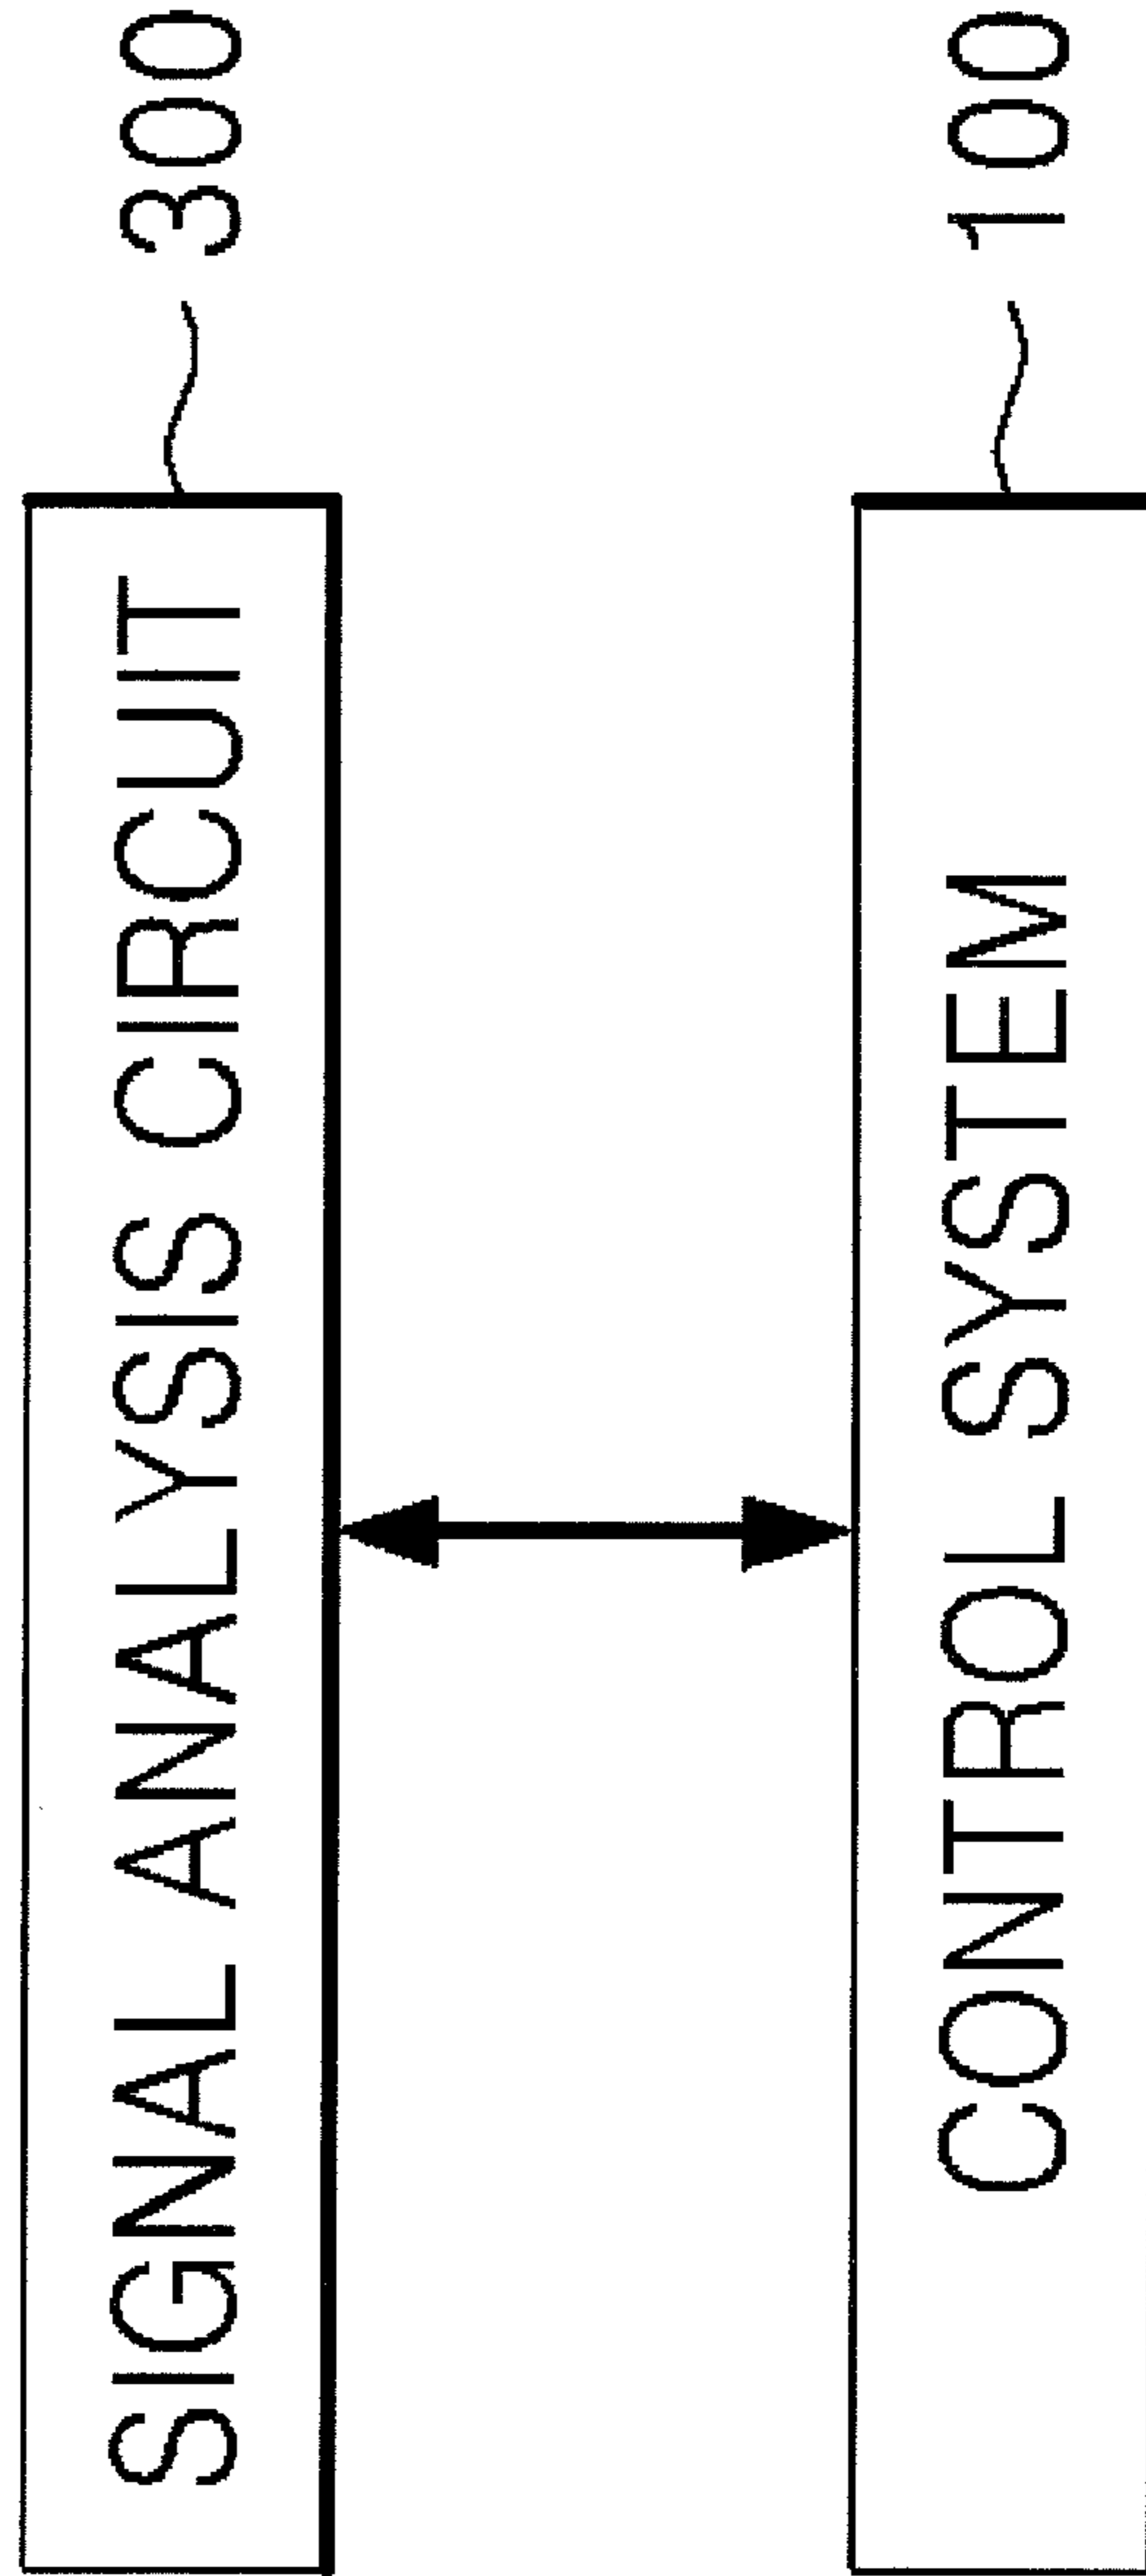 SIGNAL ANALYSIS CIRCUIT
300
CONTROL SYSTEM
100